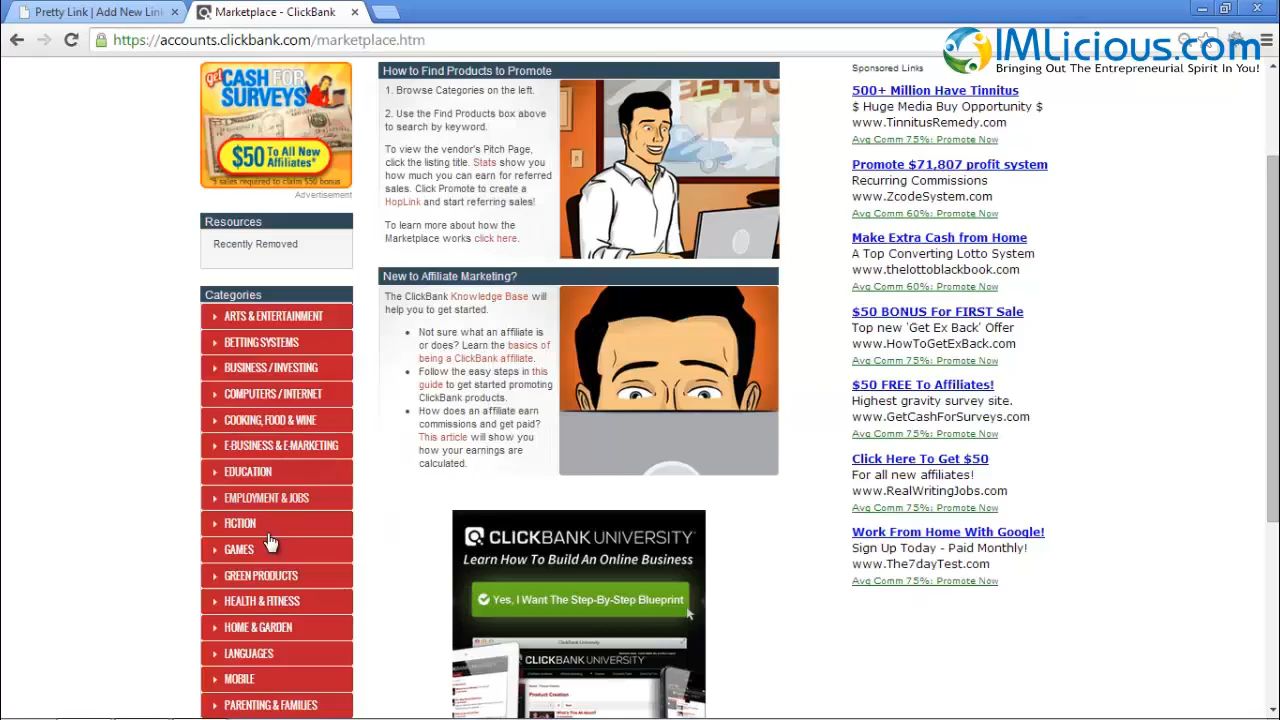 Pretty Link | Add New Lin
Marketplace - ClickBank
https://accounts.clickbank.com/marketplace.htm
IMLicious.com
Bringing Out The Entrepreneurial Spirit In You!
get
CASH FOR
SURVEYS
$50 To All New
Affiliates*
*3 sales required to claim $50 bonus
Advertisement
Resources
Recently Removed
Categories
ARTS & ENTERTAINMENT
BETTING SYSTEMS
BUSINESS / INVESTING
COMPUTERS / INTERNET
COOKING, FOOD & WINE
E-BUSINESS & E-MARKETING
EDUCATION
EMPLOYMENT & JOBS
FICTION
GAMES
GREEN PRODUCTS
HEALTH & FITNESS
HOME & GARDEN
LANGUAGES
MOBILE
PARENTING & FAMILIES
How to Find Products to Promote
1. Browse Categories on the left.
2. Use the Find Products box above
to search by keyword.
To view the vendor's Pitch Page,
click the listing title. Stats show you
how much you can earn for referred
sales. Click Promote to create a
HopLink and start referring sales!
To learn more about how the
Marketplace works click here.
New to Affiliate Marketing?
The ClickBank Knowledge Base will
help you to get started.
• Not sure what an affiliate is
or does? Learn the basics of
being a ClickBank affiliate.
• Follow the easy steps in this
guide to get started promoting
ClickBank products.
• How does an affiliate earn
commissions and get paid?
This article will show you
how your earnings are
calculated.
CLICKBANK UNIVERSITY
Learn How To Build An Online Business
Yes, I Want The Step-By-Step Blueprint
CLICKBANK UNIVERSITY
Product Creation
Sponsored Links
500+ Million Have Tinnitus
$ Huge Media Buy Opportunity $
www.TinnitusRemedy.com
Avg Comm 75%: Promote Now
Promote $71,807 profit system
Recurring Commissions
www.ZcodeSystem.com
Avg Comm 60%: Promote Now
Make Extra Cash from Home
A Top Converting Lotto System
www.thelottoblackbook.com
Avg Comm 60%: Promote Now
$50 BONUS For FIRST Sale
Top new 'Get Ex Back' Offer
www.HowToGetExBack.com
Avg Comm 75%: Promote Now
$50 FREE To Affiliates!
Highest gravity survey site.
www.GetCashForSurveys.com
Avg Comm 75%: Promote Now
Click Here To Get $50
For all new affiliates!
www.RealWritingJobs.com
Avg Comm 75%: Promote Now
Work From Home With Google!
Sign Up Today - Paid Monthly!
www.The7dayTest.com
Avg Comm 75%: Promote Now